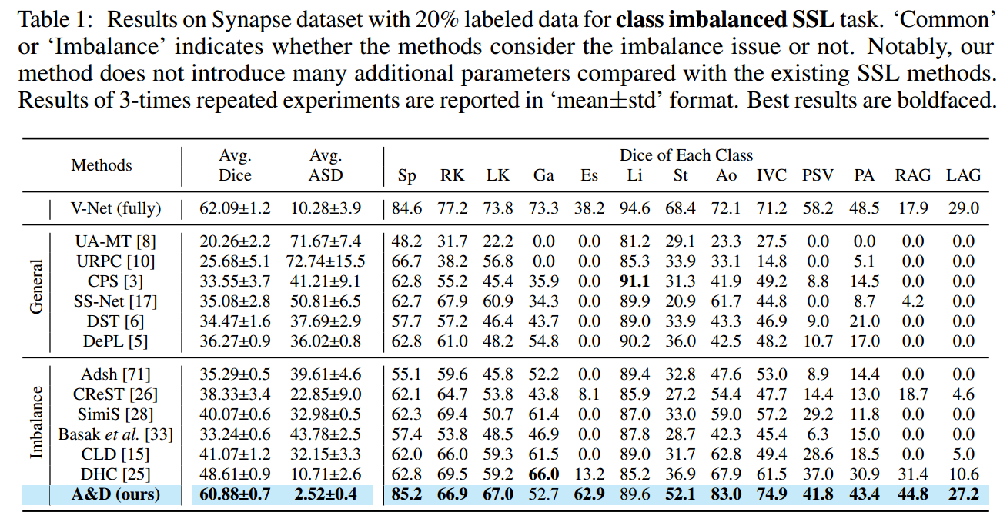 Table 1: Results on Synapse dataset with 20% labeled data for class imbalanced SSL task. ‘Common’
or ‘Imbalance’ indicates whether the methods consider the imbalance issue or not. Notably, our
method does not introduce many additional parameters compared with the existing SSL methods.
Results of 3-times repeated experiments are reported in ‘mean±std’ format. Best results are boldfaced.
Methods Avg. Dice Avg. ASD Dice of Each Class
Sp RK LK Ga Es Li St Ao IVC PSV PA RAG LAG
V-Net (fully) 62.09±1.2 10.28±3.9 84.6 77.2 73.8 73.3 38.2 94.6 68.4 72.1 71.2 58.2 48.5 17.9 29.0
General
UA-MT [8] 20.26±2.2 71.67±7.4 48.2 31.7 22.2 0.0 0.0 81.2 29.1 23.3 27.5 0.0 0.0 0.0 0.0
URPC [10] 25.68±5.1 72.74±15.5 66.7 38.2 56.8 0.0 0.0 85.3 33.9 33.1 14.8 0.0 5.1 0.0 0.0
CPS [3] 33.55±3.7 41.21±9.1 62.8 55.2 45.4 35.9 0.0 91.1 31.3 41.9 49.2 8.8 14.5 0.0 0.0
SS-Net [17] 35.08±2.8 50.81±6.5 62.7 67.9 60.9 34.3 0.0 89.9 20.9 61.7 44.8 0.0 8.7 4.2 0.0
DST [6] 34.47±1.6 37.69±2.9 57.7 57.2 46.4 43.7 0.0 89.0 33.9 43.3 46.9 9.0 21.0 0.0 0.0
DePL [5] 36.27±0.9 36.02±0.8 62.8 61.0 48.2 54.8 0.0 90.2 36.0 42.5 48.2 10.7 17.0 0.0 0.0
Imbalance
Adsh [71] 35.29±0.5 39.61±4.6 55.1 59.6 45.8 52.2 0.0 89.4 32.8 47.6 53.0 8.9 14.4 0.0 0.0
CReST [26] 38.33±3.4 22.85±9.0 62.1 64.7 53.8 43.8 8.1 85.9 27.2 54.4 47.7 14.4 13.0 18.7 4.6
SimiS [28] 40.07±0.6 32.98±0.5 62.3 69.4 50.7 61.4 0.0 87.0 33.0 59.0 57.2 29.2 11.8 0.0 0.0
Basak et al. [33] 33.24±0.6 43.78±2.5 57.4 53.8 48.5 46.9 0.0 87.8 28.7 42.3 45.4 6.3 15.0 0.0 0.0
CLD [15] 41.07±1.2 32.15±3.3 62.0 66.0 59.3 61.5 0.0 89.0 31.7 62.8 49.4 28.6 18.5 0.0 5.0
DHC [25] 48.61±0.9 10.71±2.6 62.8 69.5 59.2 66.0 13.2 85.2 36.9 67.9 61.5 37.0 30.9 31.4 10.6
A&D (ours) 60.88±0.7 2.52±0.4 85.2 66.9 67.0 52.7 62.9 89.6 52.1 83.0 74.9 41.8 43.4 44.8 27.2